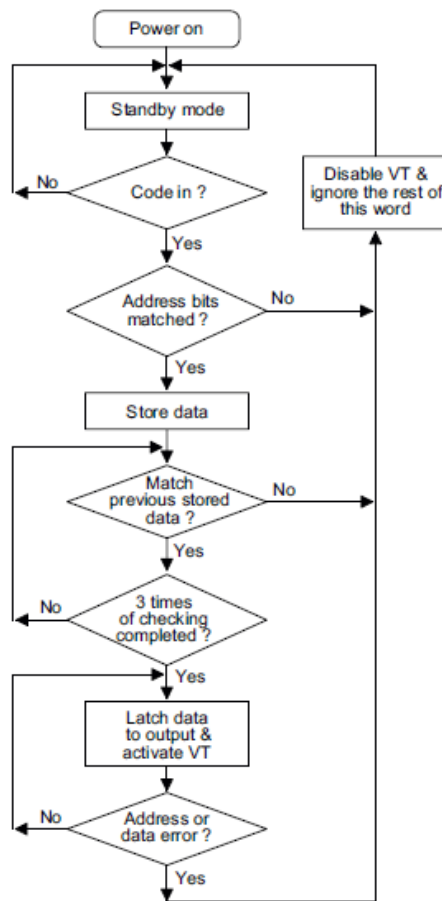 Power on
Standby mode
No
Code in ?
Yes
Disable VT &
ignore the rest of
this word
Address bits
matched ?
No
Yes
Store data
Match
previous stored
data ?
No
Yes
No
3 times
of checking
completed ?
Yes
Latch data
to output &
activate VT
No
Address or
data error ?
Yes